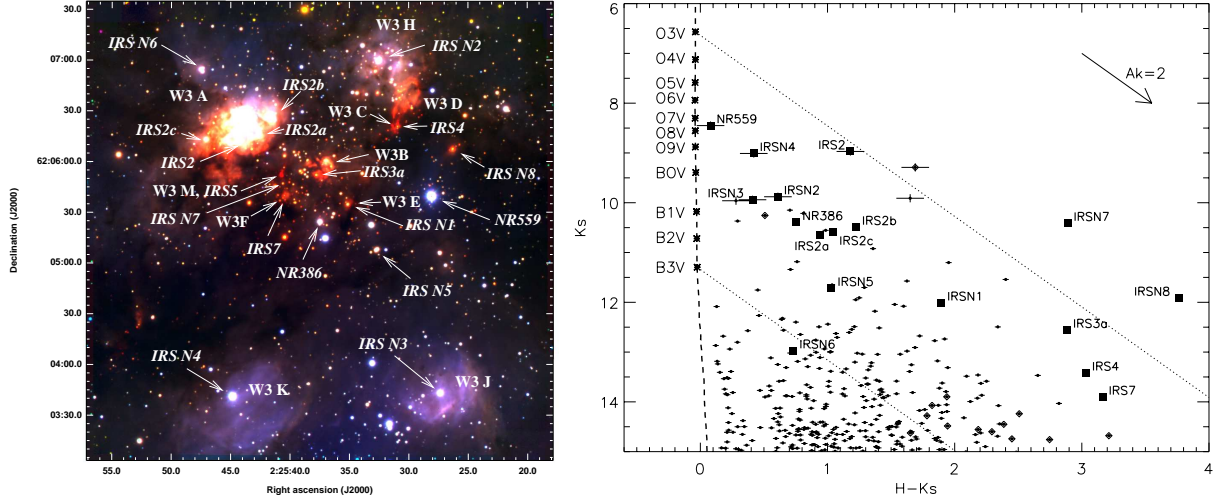 30.
W3 H
IRS N6
IRS N2
07:00.0
IRS2b
W3 A
W3 D
30.
W3 C
IRS2c
IRS2a
IRS4
IRS2
W3B
62:06:00.0
IRS3a
W3 M, IRS5
IRS N8
IRS N7
W3 E
30.
W3F
IRS N1
NR559
IRS7
NR386
05:00.0
IRS N5
30.
IRS N3
IRS N4
04:00.0
W3 K
W3 J
03:30.0
Declination (J2000)
55.0 50.0 45.0 2:25:40.0 35.0 30.0 25.0 20.0
Right ascension (J2000)
6
O3V
O4V
Ak=2
O5V
O6V
8
O7V
NR559
O8V
O9V
IRSN4
IRS2
B0V
IRSN3
IRSN2
10
B1V
NR386
IRS2b
IRSN7
B2V
IRS2a
IRS2c
B3V
IRSN5
IRSN8
12
IRSN1
IRS3a
IRSN6
IRS4
IRS7
14
Ks
0 1 2 3 4
H-Ks